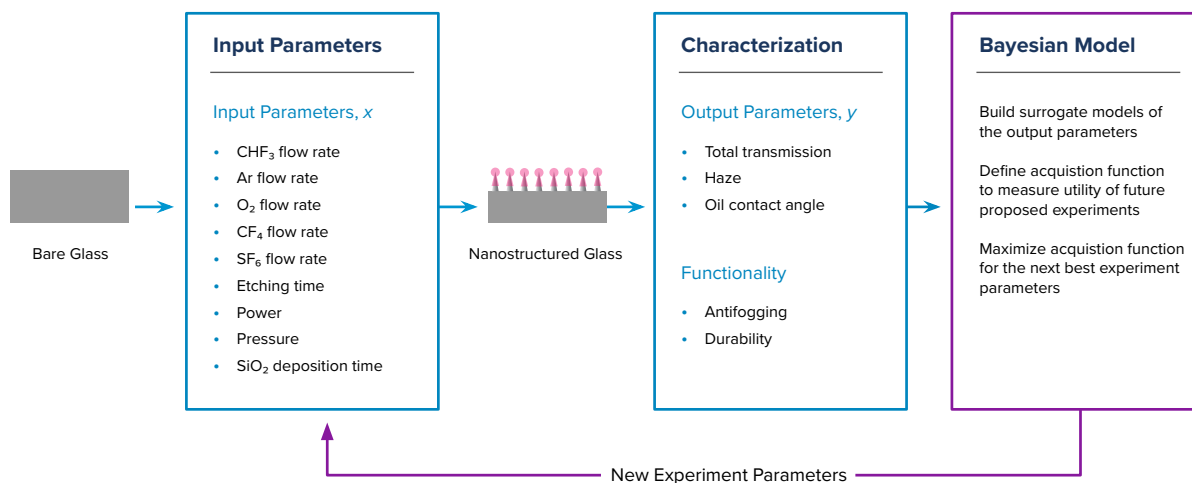 Bare Glass
Input Parameters
Input Parameters, x
• CHF₃ flow rate
• Ar flow rate
• O₂ flow rate
• CF₄ flow rate
• SF₆ flow rate
• Etching time
• Power
• Pressure
• SiO₂ deposition time
Nanostructured Glass
Characterization
Output Parameters, y
• Total transmission
• Haze
• Oil contact angle
Functionality
• Antifogging
• Durability
Bayesian Model
Build surrogate models of
the output parameters
Define acquistion function
to measure utility of future
proposed experiments
Maximize acquistion function
for the next best experiment
parameters
New Experiment Parameters